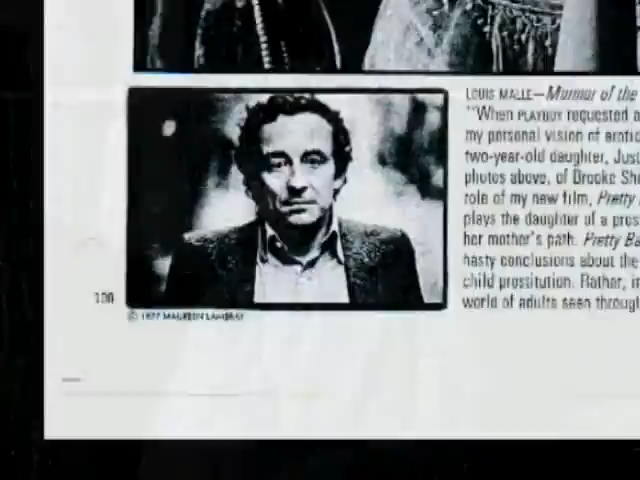 LOUIS MALLE—Murmur of the
"When PLAYBOY requested a
my personal vision of erotic
two-year-old daughter, Just
photos above, of Brooke Sh
role of my new film, Pretty
plays the daughter of a pros
her mother's path. Pretty Ba
hasty conclusions about the
child prostitution. Rather, in
world of adults seen through
100
© 1977 MAUREEN LAMBRAY